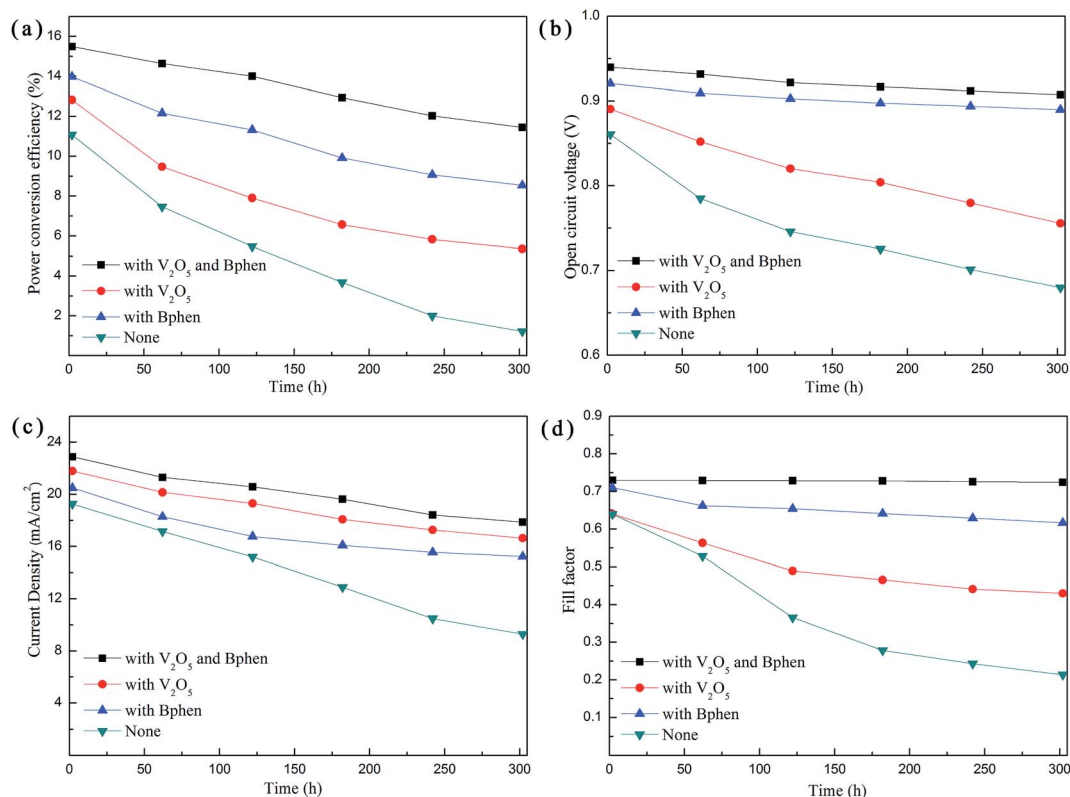 (a)
Power conversion efficiency (%)
16
14
12
10
8
6
4
2
with V₂O₅ and Bphen
with V₂O₅
with Bphen
None
0 50 100 150 200 250 300
Time (h)
(b)
Open circuit voltage (V)
1.0
0.9
0.8
0.7
0.6
with V₂O₅ and Bphen
with V₂O₅
with Bphen
None
0 50 100 150 200 250 300
Time (h)
(c)
Current Density (mA/cm²)
24
20
16
12
8
4
with V₂O₅ and Bphen
with V₂O₅
with Bphen
None
0 50 100 150 200 250 300
Time (h)
(d)
Fill factor
0.9
0.8
0.7
0.6
0.5
0.4
0.3
0.2
0.1
with V₂O₅ and Bphen
with V₂O₅
with Bphen
None
0 50 100 150 200 250 300
Time (h)